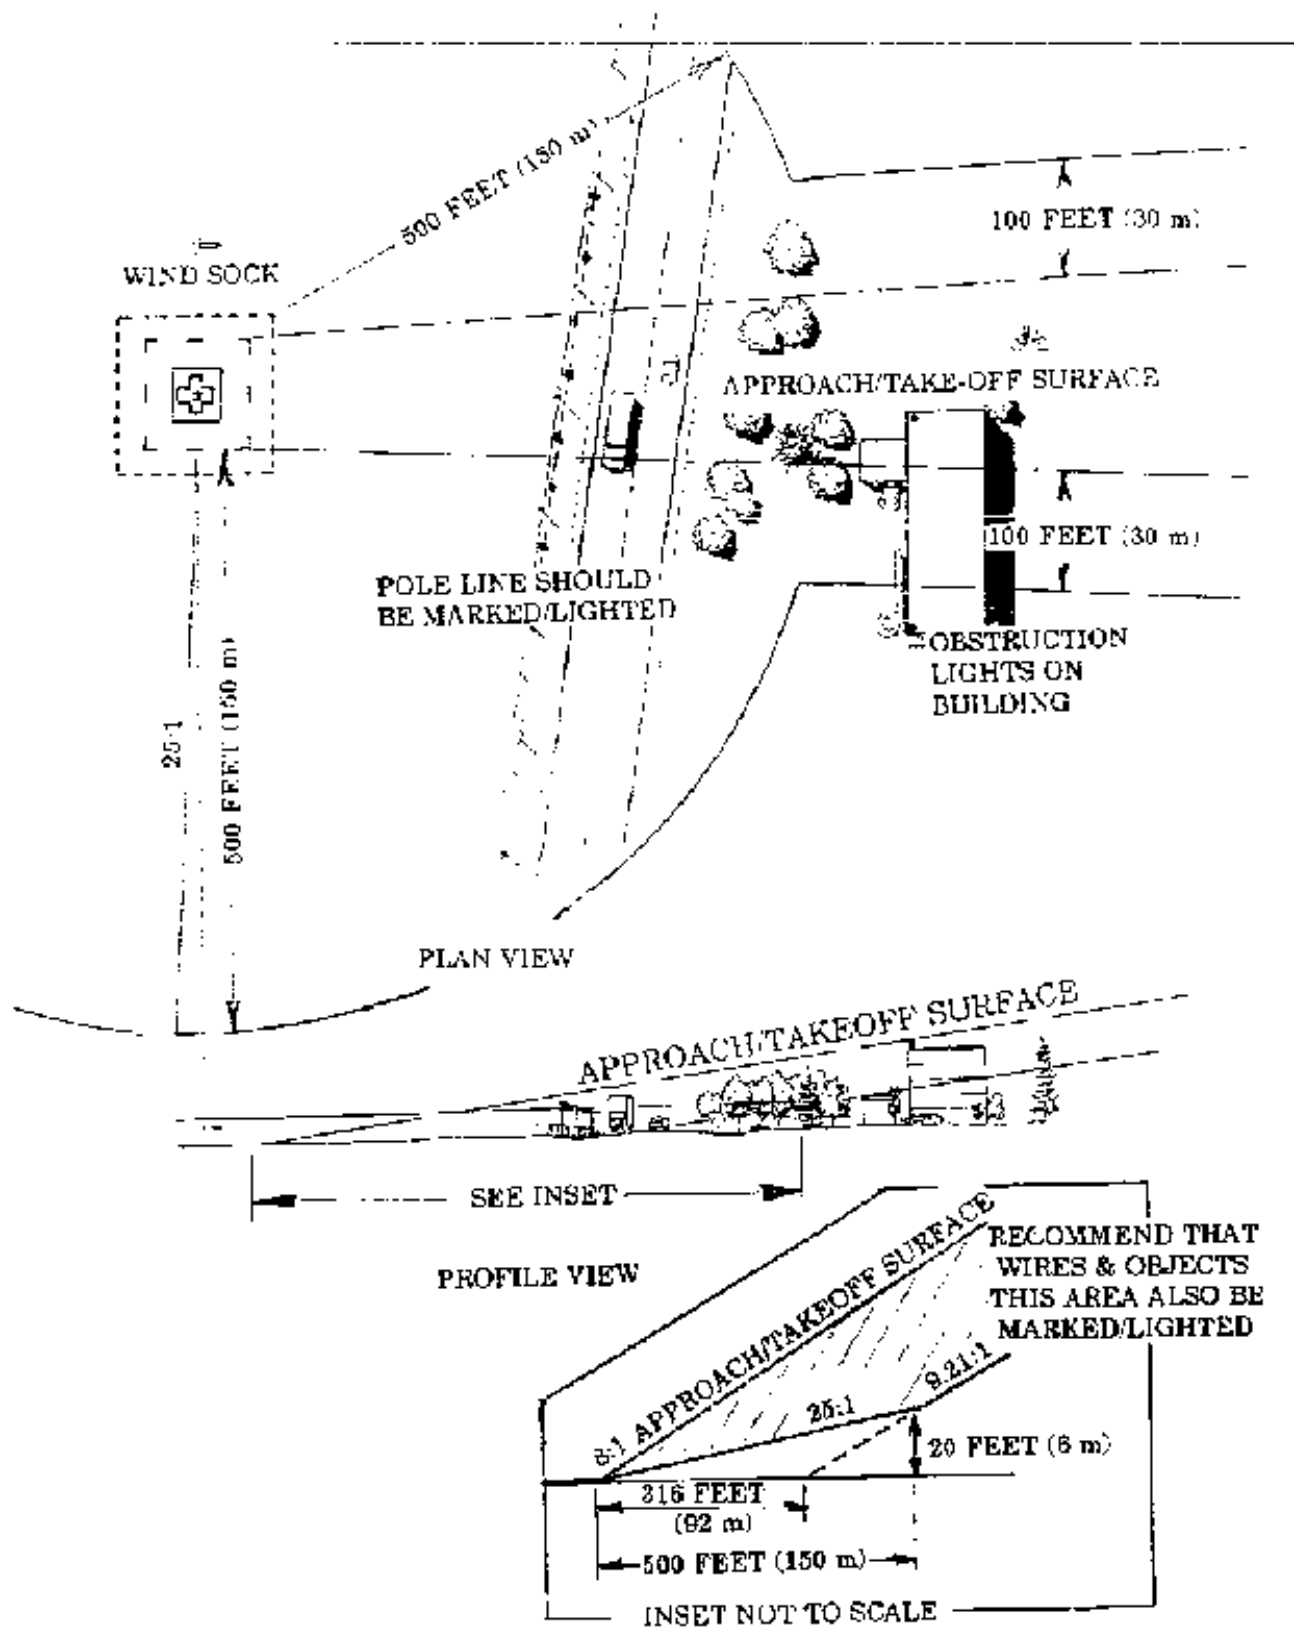 500 FEET (150 m)
100 FEET (30 m)
WIND SOCK
APPROACH/TAKE-OFF SURFACE
100 FEET (30 m)
POLE LINE SHOULD
BE MARKED/LIGHTED
OBSTRUCTION
LIGHTS ON
BUILDING
25:1
500 FEET (150 m)
PLAN VIEW
APPROACH/TAKEOFF SURFACE
SEE INSET
PROFILE VIEW
RECOMMEND THAT
WIRES & OBJECTS
THIS AREA ALSO BE
MARKED/LIGHTED
8:1 APPROACH/TAKEOFF SURFACE
25:1
9.21:1
20 FEET (6 m)
316 FEET
(92 m)
500 FEET (150 m)
INSET NOT TO SCALE